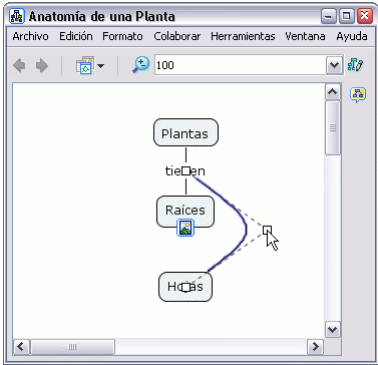 Anatomía de una Planta
Archivo Edición Formato Colaborar Herramientas Ventana Ayuda
100
Plantas
tienen
Raíces
Hojas